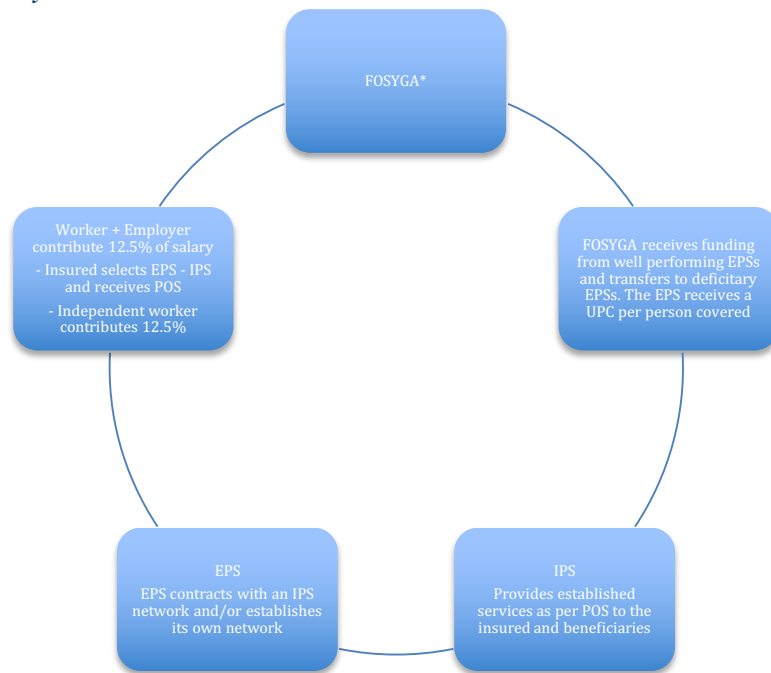 FOSYGA*
Worker + Employer
contribute 12.5% of salary
- Insured selects EPS - IPS
and receives POS
- Independent worker
contributes 12.5%
FOSYGA receives funding
from well performing EPSs
and transfers to deficitary
EPSs. The EPS receives a
UPC per person covered
EPS
EPS contracts with an IPS
network and/or establishes
its own network
IPS
Provides established
services as per POS to the
insured and beneficiaries